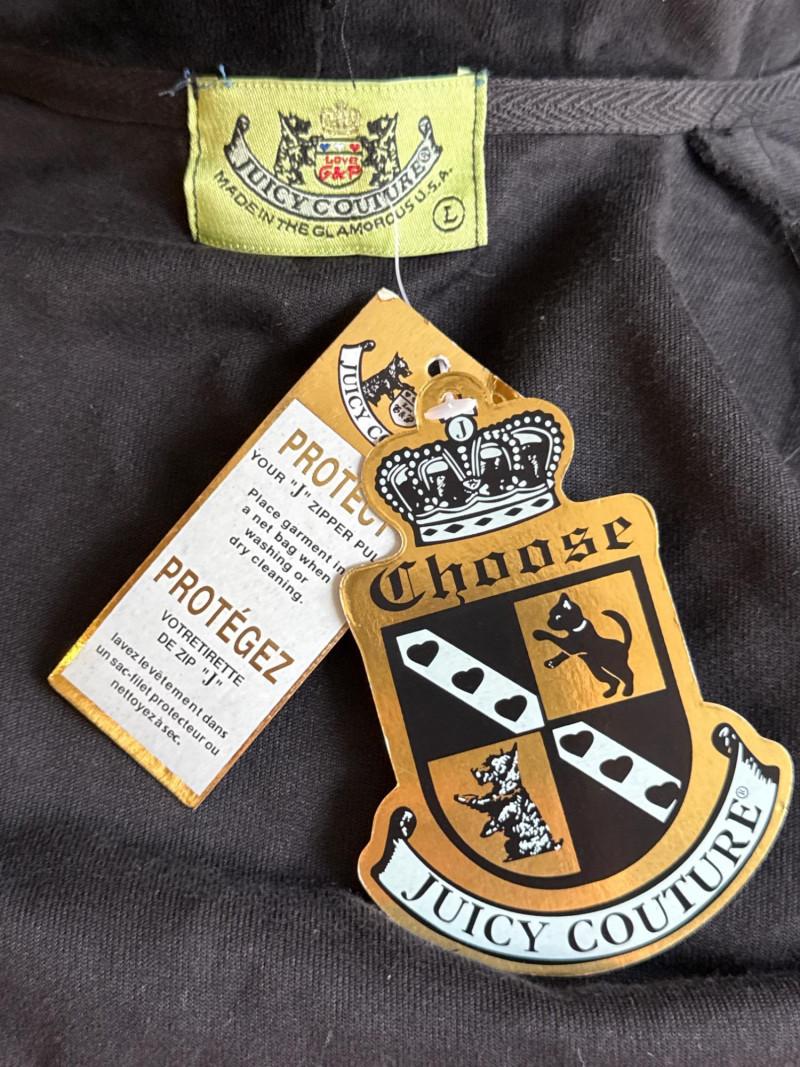 LOVE
G&P
JUICY COUTURE®
MADE IN THE GLAMOROUS U.S.A.
L
JUICY C
PROTECT
YOUR "J" ZIPPER PUL
Place garment in
a net bag when
washing or
dry cleaning.
PROTÉGEZ
VOTRETIRETTE
DE ZIP "J"
lavez le vêtement dans
un sac-filet protecteur ou
nettoyez à sec.
J
Choose
JUICY COUTURE®